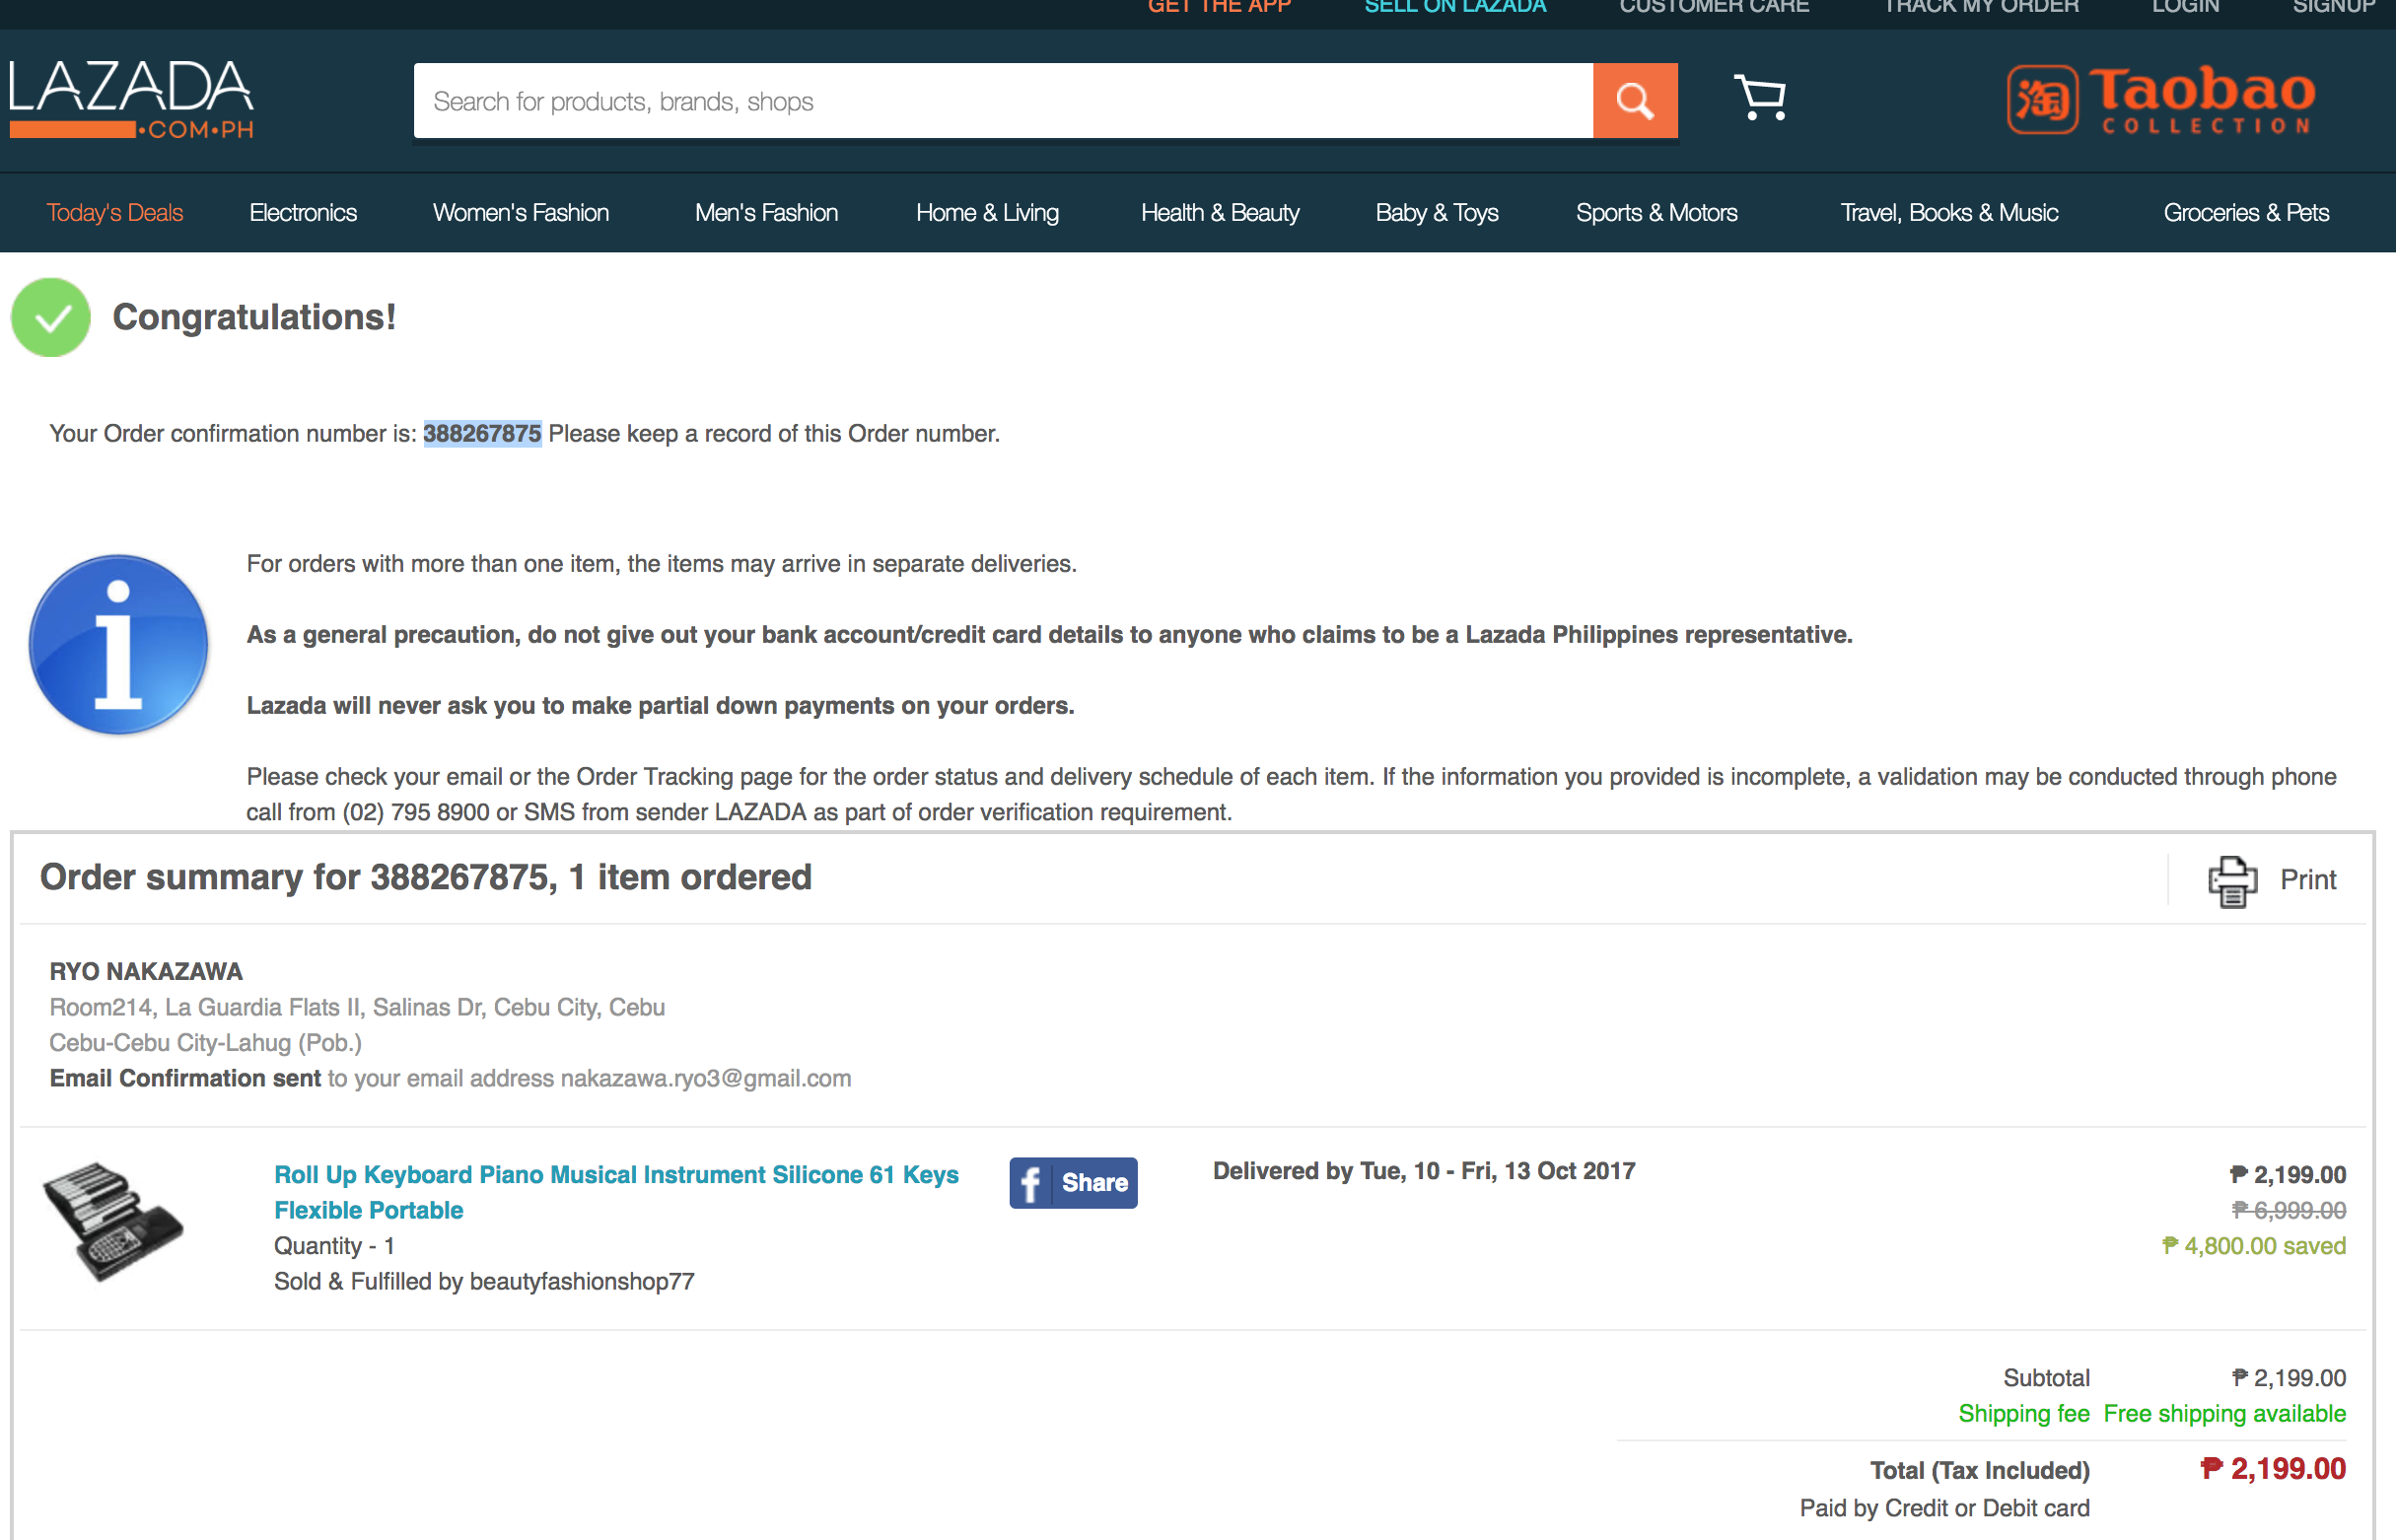 GET THE APP SELL ON LAZADA CUSTOMER CARE TRACK MY ORDER LOGIN SIGNUP
LAZADA
•COM•PH
Search for products, brands, shops
淘 Taobao
COLLECTION
Today's Deals Electronics Women's Fashion Men's Fashion Home & Living Health & Beauty Baby & Toys Sports & Motors Travel, Books & Music Groceries & Pets
Congratulations!
Your Order confirmation number is: 388267875 Please keep a record of this Order number.
For orders with more than one item, the items may arrive in separate deliveries.
As a general precaution, do not give out your bank account/credit card details to anyone who claims to be a Lazada Philippines representative.
Lazada will never ask you to make partial down payments on your orders.
Please check your email or the Order Tracking page for the order status and delivery schedule of each item. If the information you provided is incomplete, a validation may be conducted through phone
call from (02) 795 8900 or SMS from sender LAZADA as part of order verification requirement.
Order summary for 388267875, 1 item ordered Print
RYO NAKAZAWA
Room214, La Guardia Flats II, Salinas Dr, Cebu City, Cebu
Cebu-Cebu City-Lahug (Pob.)
Email Confirmation sent to your email address nakazawa.ryo3@gmail.com
Roll Up Keyboard Piano Musical Instrument Silicone 61 Keys
Flexible Portable
Quantity - 1
Sold & Fulfilled by beautyfashionshop77
f Share
Delivered by Tue, 10 - Fri, 13 Oct 2017
₱ 2,199.00
₱ 6,999.00
₱ 4,800.00 saved
Subtotal ₱ 2,199.00
Shipping fee Free shipping available
Total (Tax Included) ₱ 2,199.00
Paid by Credit or Debit card